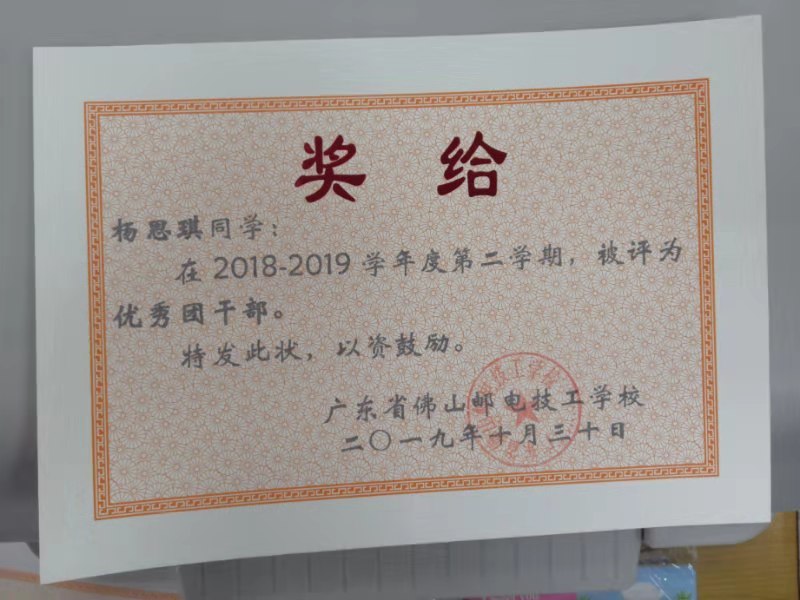 奖 给
杨思琪同学：
在 2018-2019 学年度第二学期，被评为
优秀团干部。
特发此状，以资鼓励。
广东省佛山邮电技工学校
二〇一九年十月三十日